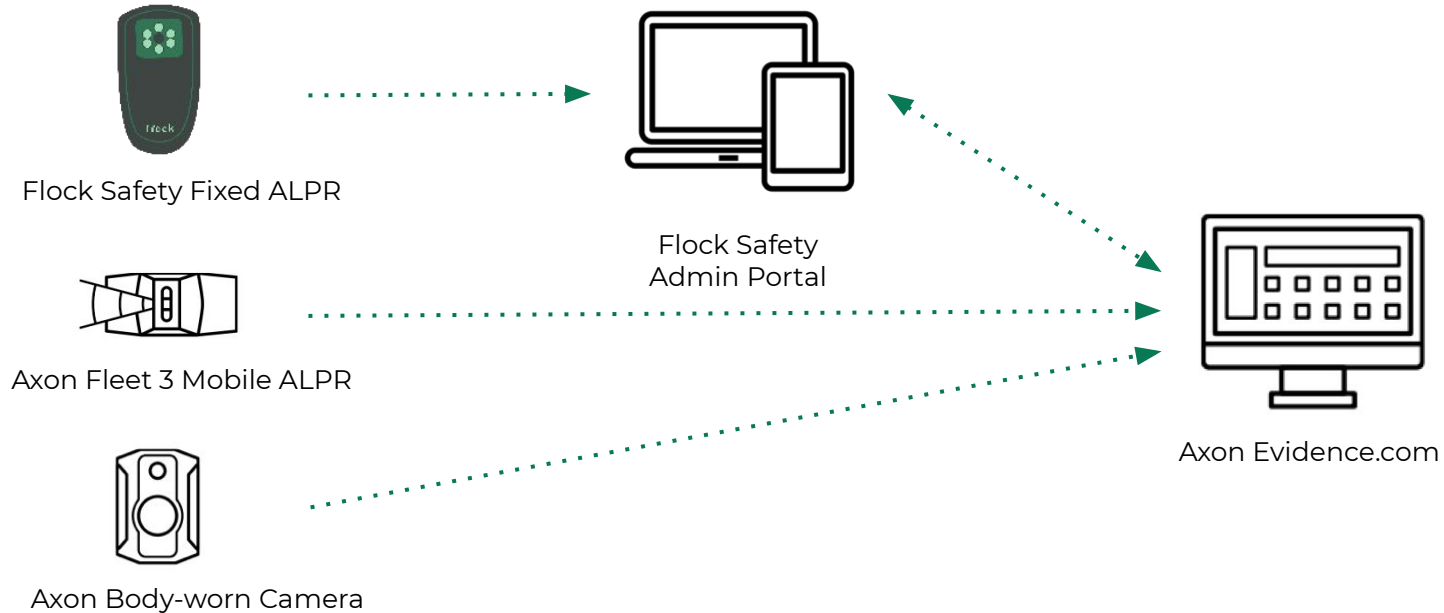 flock
Flock Safety Fixed ALPR
Flock Safety
Admin Portal
Axon Fleet 3 Mobile ALPR
Axon Evidence.com
Axon Body-worn Camera